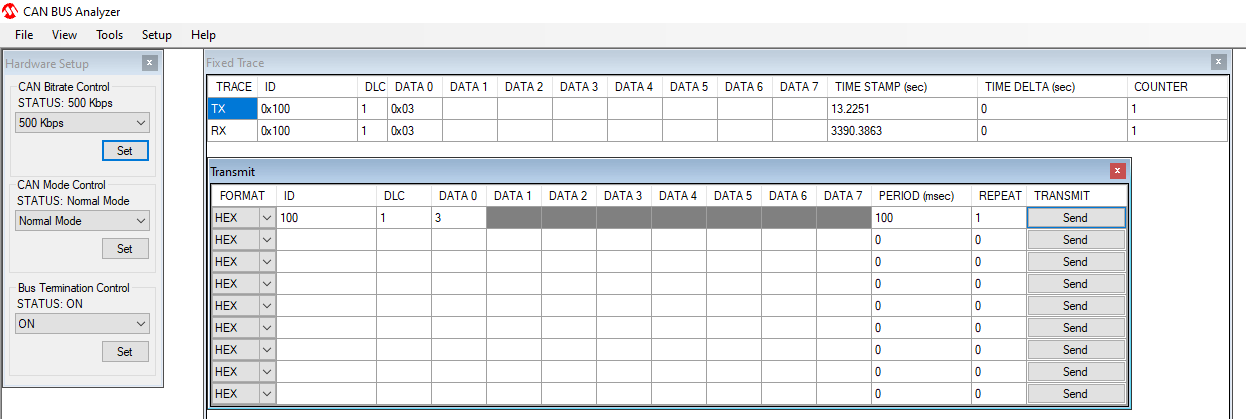 CAN BUS Analyzer
File View Tools Setup Help
Hardware Setup
CAN Bitrate Control
STATUS: 500 Kbps
500 Kbps
Set
CAN Mode Control
STATUS: Normal Mode
Normal Mode
Set
Bus Termination Control
STATUS: ON
ON
Set
Fixed Trace
TRACE ID DLC DATA 0 DATA 1 DATA 2 DATA 3 DATA 4 DATA 5 DATA 6 DATA 7 TIME STAMP (sec) TIME DELTA (sec) COUNTER
TX 0x100 1 0x03 13.2251 0 1
RX 0x100 1 0x03 3390.3863 0 1
Transmit
FORMAT ID DLC DATA 0 DATA 1 DATA 2 DATA 3 DATA 4 DATA 5 DATA 6 DATA 7 PERIOD (msec) REPEAT TRANSMIT
HEX 100 1 3 100 1 Send
HEX 0 0 Send
HEX 0 0 Send
HEX 0 0 Send
HEX 0 0 Send
HEX 0 0 Send
HEX 0 0 Send
HEX 0 0 Send
HEX 0 0 Send